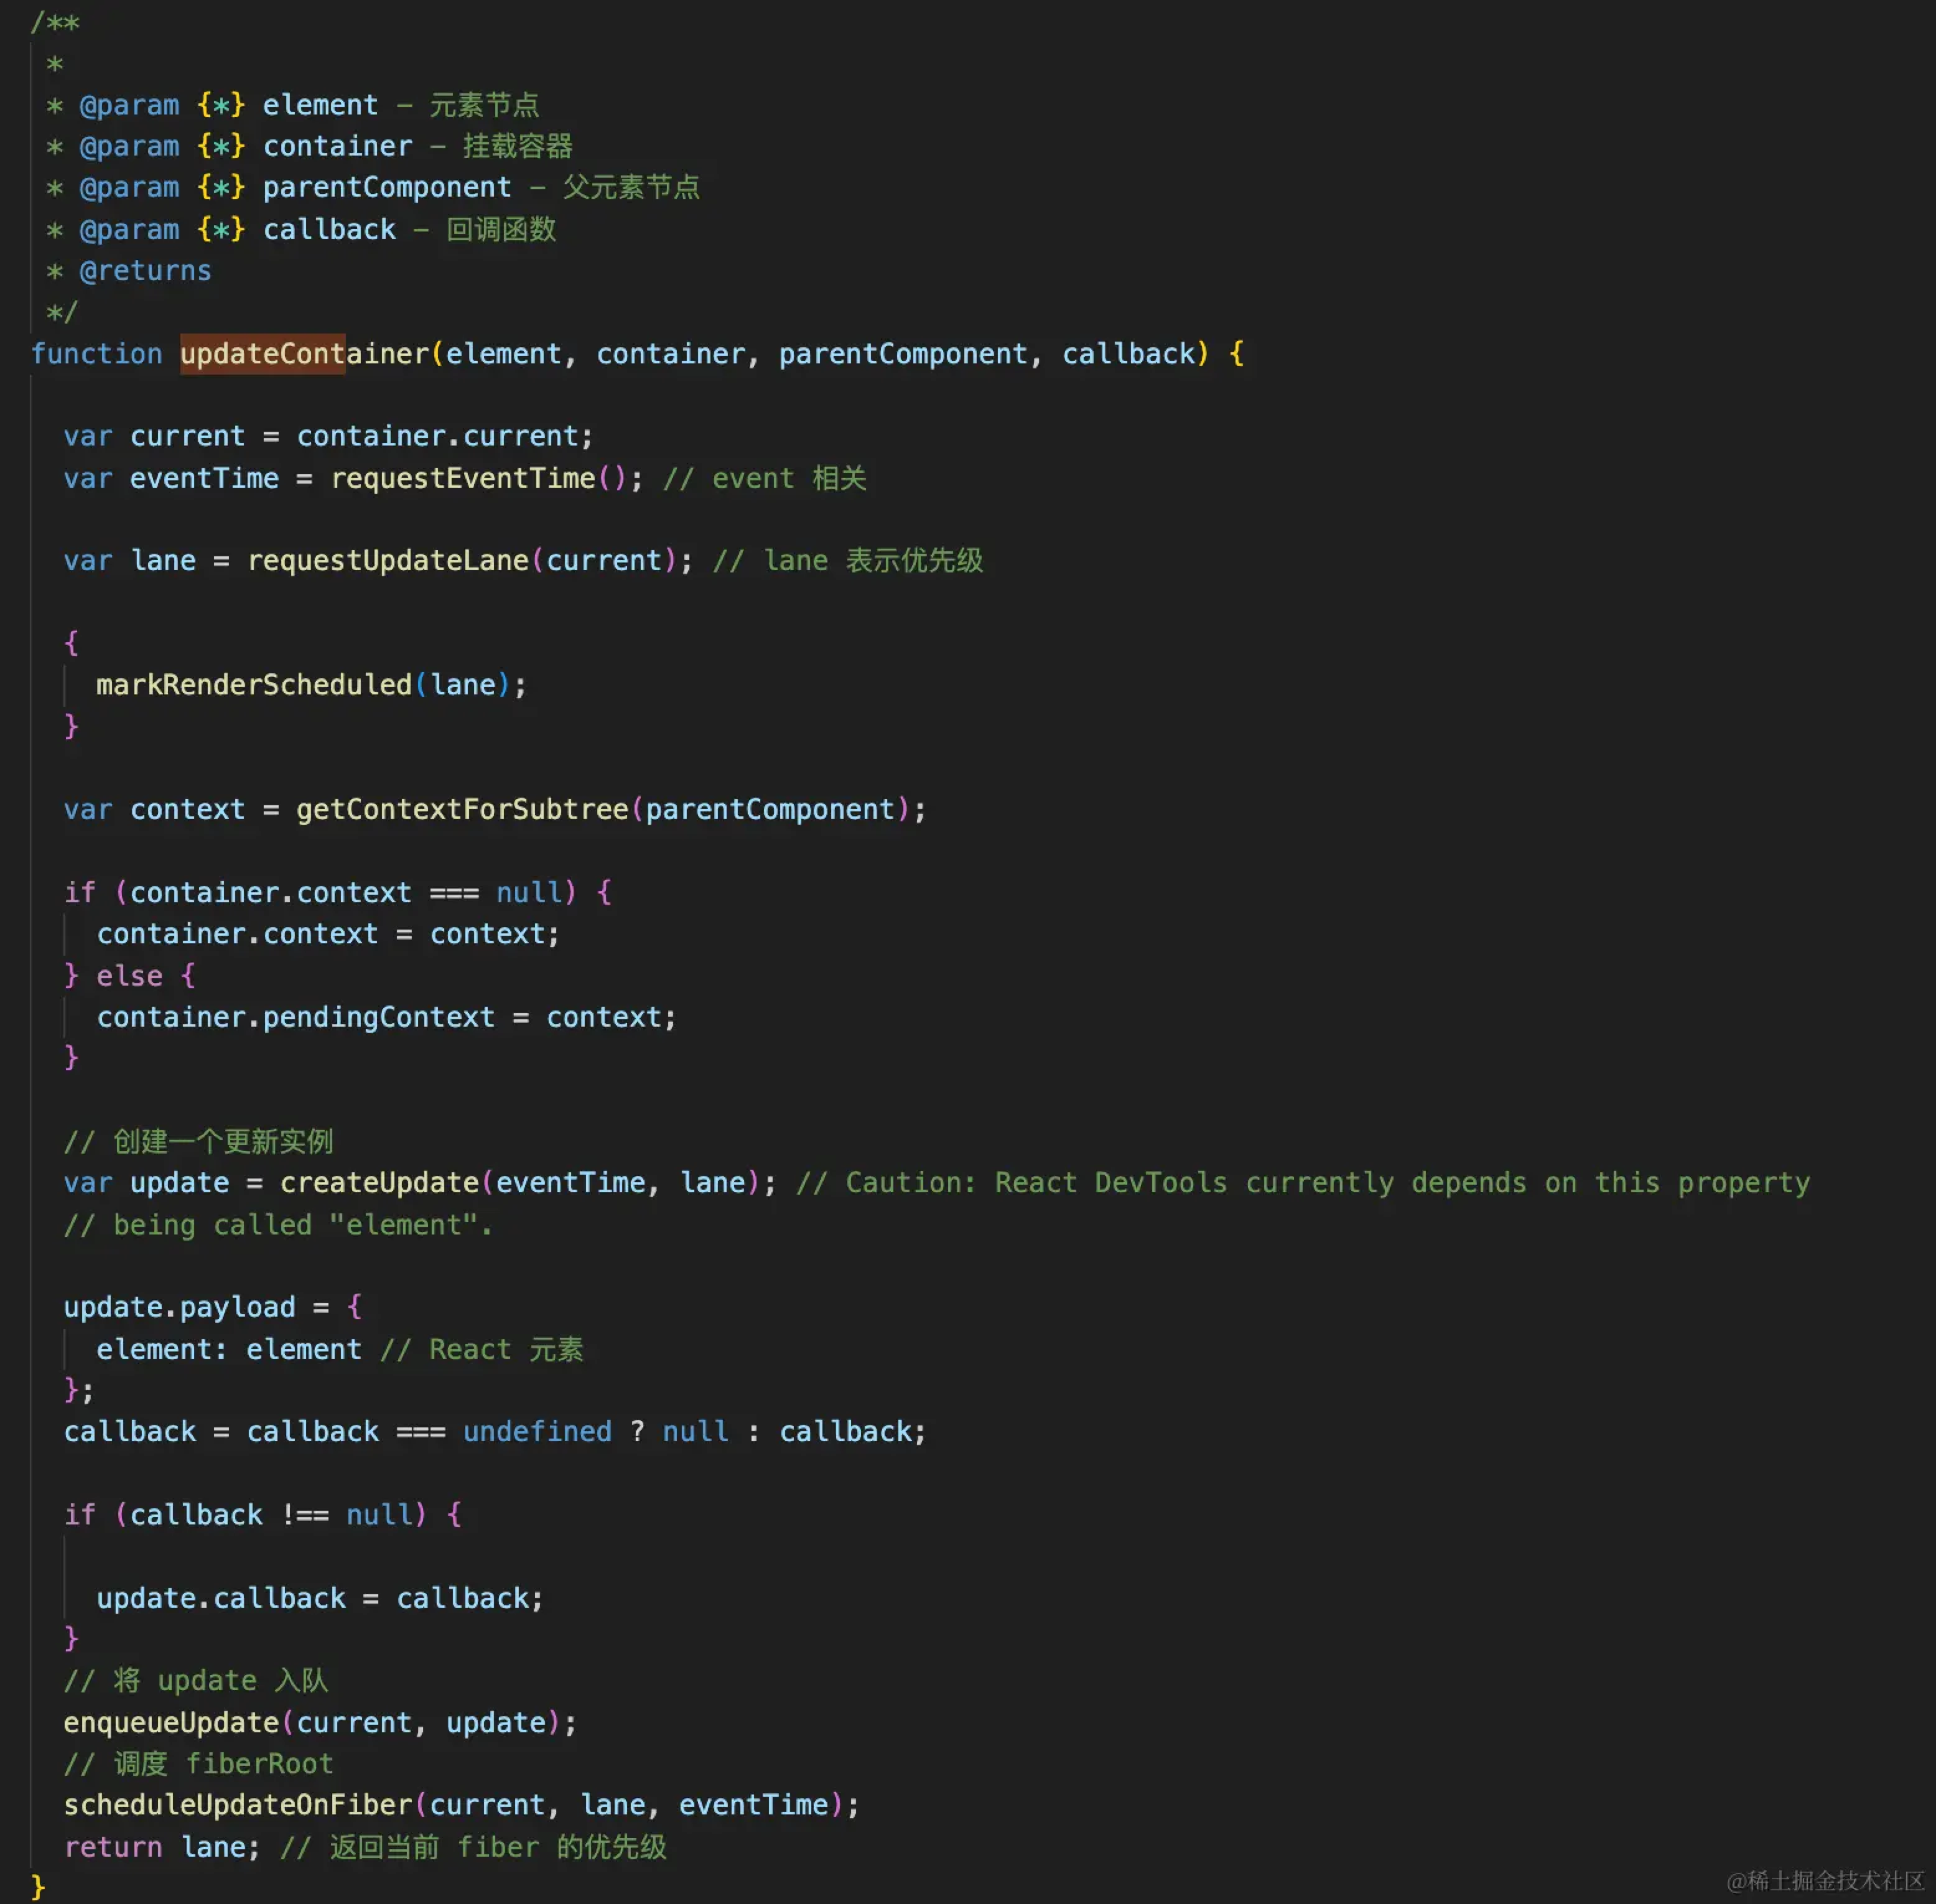 /**
 *
 * @param {*} element – 元素节点
 * @param {*} container – 挂载容器
 * @param {*} parentComponent – 父元素节点
 * @param {*} callback – 回调函数
 * @returns
 */
function updateContainer(element, container, parentComponent, callback) {
  var current = container.current;
  var eventTime = requestEventTime(); // event 相关
  var lane = requestUpdateLane(current); // lane 表示优先级
  {
    markRenderScheduled(lane);
  }
  var context = getContextForSubtree(parentComponent);
  if (container.context === null) {
    container.context = context;
  } else {
    container.pendingContext = context;
  }
  // 创建一个更新实例
  var update = createUpdate(eventTime, lane); // Caution: React DevTools currently depends on this property
  // being called "element".
  update.payload = {
    element: element // React 元素
  };
  callback = callback === undefined ? null : callback;
  if (callback !== null) {
    update.callback = callback;
  }
  // 将 update 入队
  enqueueUpdate(current, update);
  // 调度 fiberRoot
  scheduleUpdateOnFiber(current, lane, eventTime);
  return lane; // 返回当前 fiber 的优先级
}
@稀土掘金技术社区